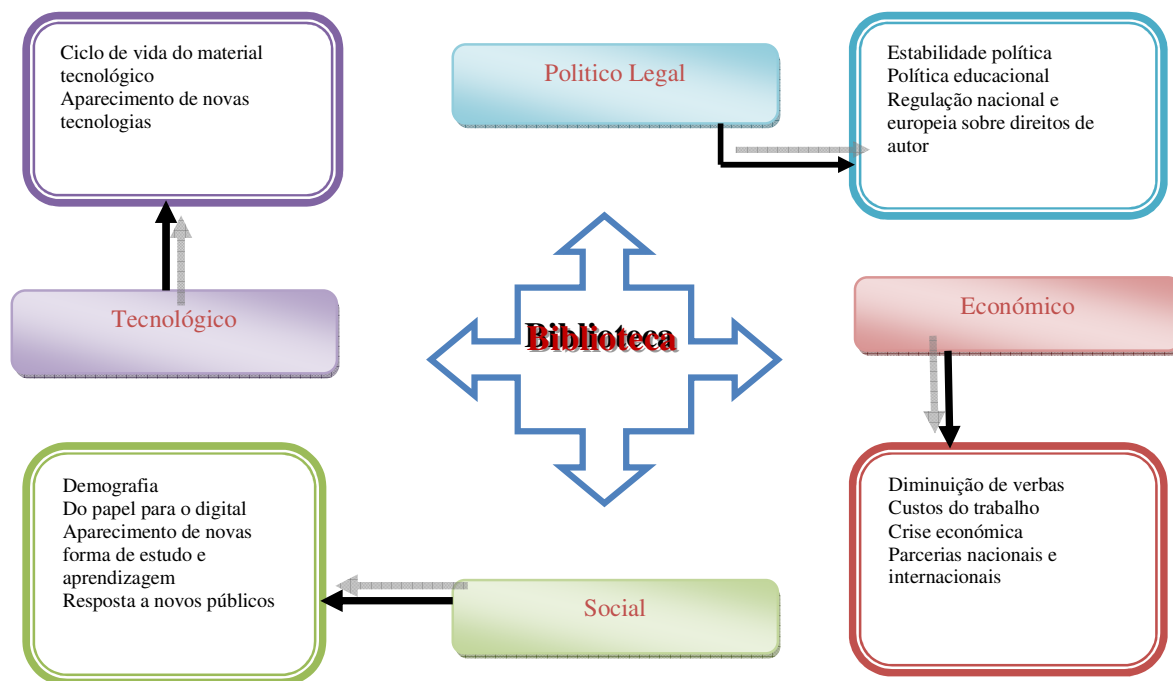 Ciclo de vida do material
tecnológico
Aparecimento de novas
tecnologias
Politico Legal
Estabilidade política
Política educacional
Regulação nacional e
europeia sobre direitos de
autor
Tecnológico
Biblioteca
Económico
Demografia
Do papel para o digital
Aparecimento de novas
forma de estudo e
aprendizagem
Resposta a novos públicos
Social
Diminuição de verbas
Custos do trabalho
Crise económica
Parcerias nacionais e
internacionais